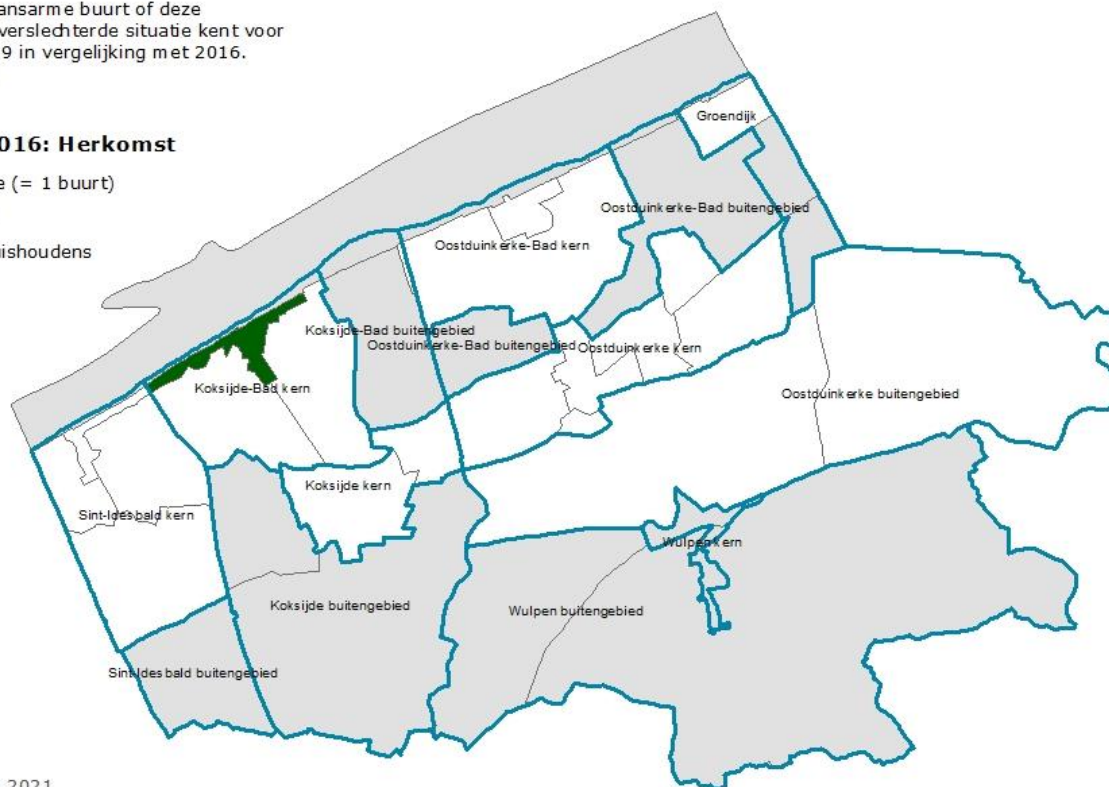 ansarme buurt of deze
verslechterde situatie kent voor
9 in vergelijking met 2016.
016: Herkomst
e (= 1 buurt)
ishoudens
Groendijk
Oostduinkerke-Bad buitengebied
Oostduinkerke-Bad kern
Koksijde-Bad buitengebied
Oostduinkerke-Bad buitengebied
Oostduinkerke kern
Koksijde-Bad kern
Oostduinkerke buitengebied
Koksijde kern
Sint-Idesbald kern
Wulpen kern
Koksijde buitengebied
Wulpen buitengebied
Sint-Idesbald buitengebied
2021